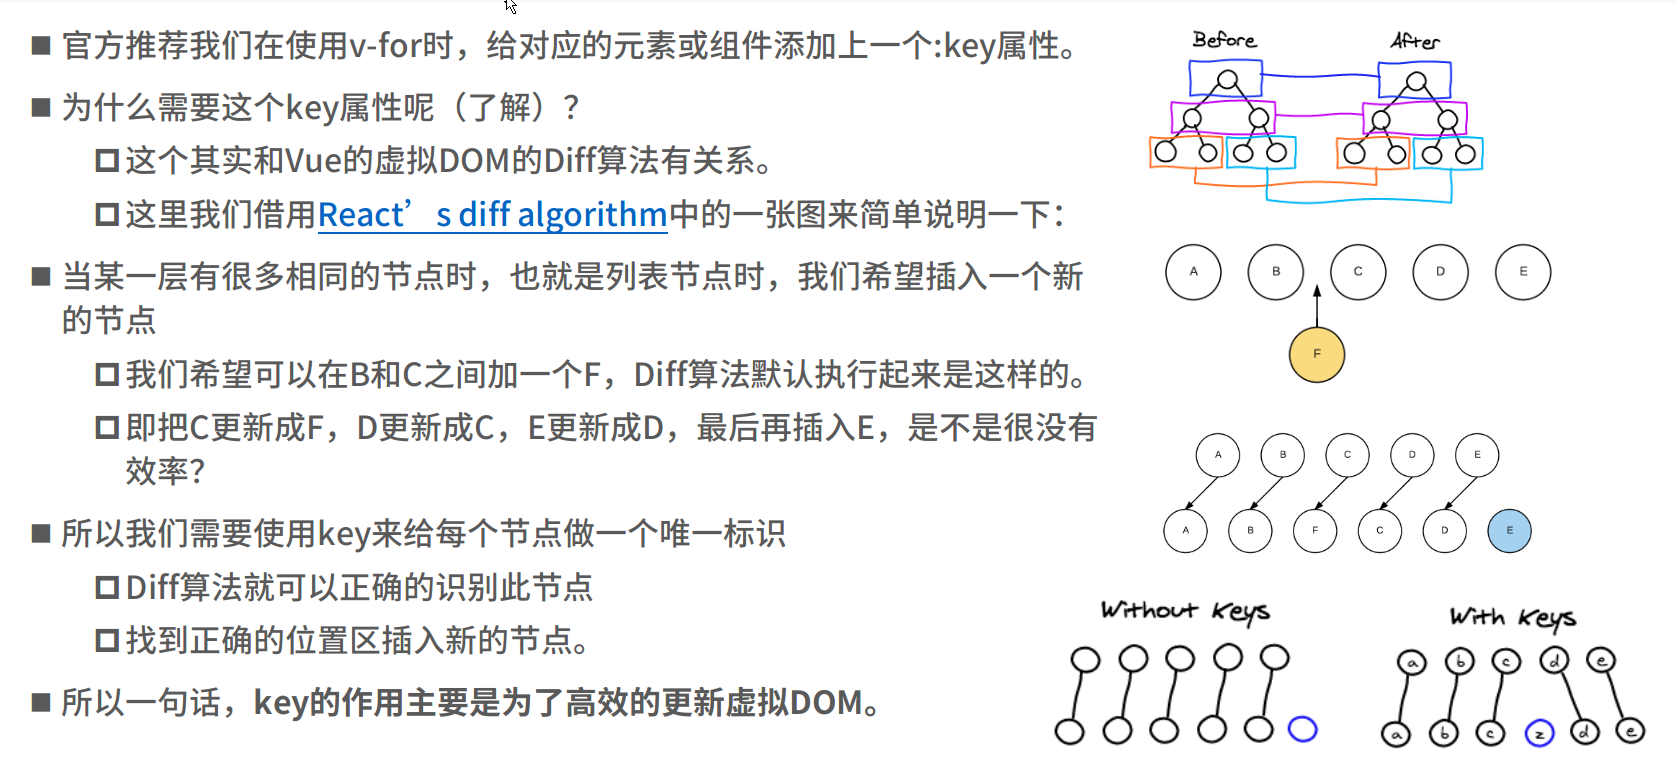 官方推荐我们在使用v-for时，给对应的元素或组件添加上一个:key属性。
为什么需要这个key属性呢（了解）？
这个其实和Vue的虚拟DOM的Diff算法有关系。
这里我们借用React’s diff algorithm中的一张图来简单说明一下：
当某一层有很多相同的节点时，也就是列表节点时，我们希望插入一个新
的节点
我们希望可以在B和C之间加一个F，Diff算法默认执行起来是这样的。
即把C更新成F，D更新成C，E更新成D，最后再插入E，是不是很没有
效率？
所以我们需要使用key来给每个节点做一个唯一标识
Diff算法就可以正确的识别此节点
找到正确的位置区插入新的节点。
所以一句话，key的作用主要是为了高效的更新虚拟DOM。
Before After
A B C D E
F
A B C D E
A B F C D E
Without Keys
With Keys
a b c d e
a b c z d e